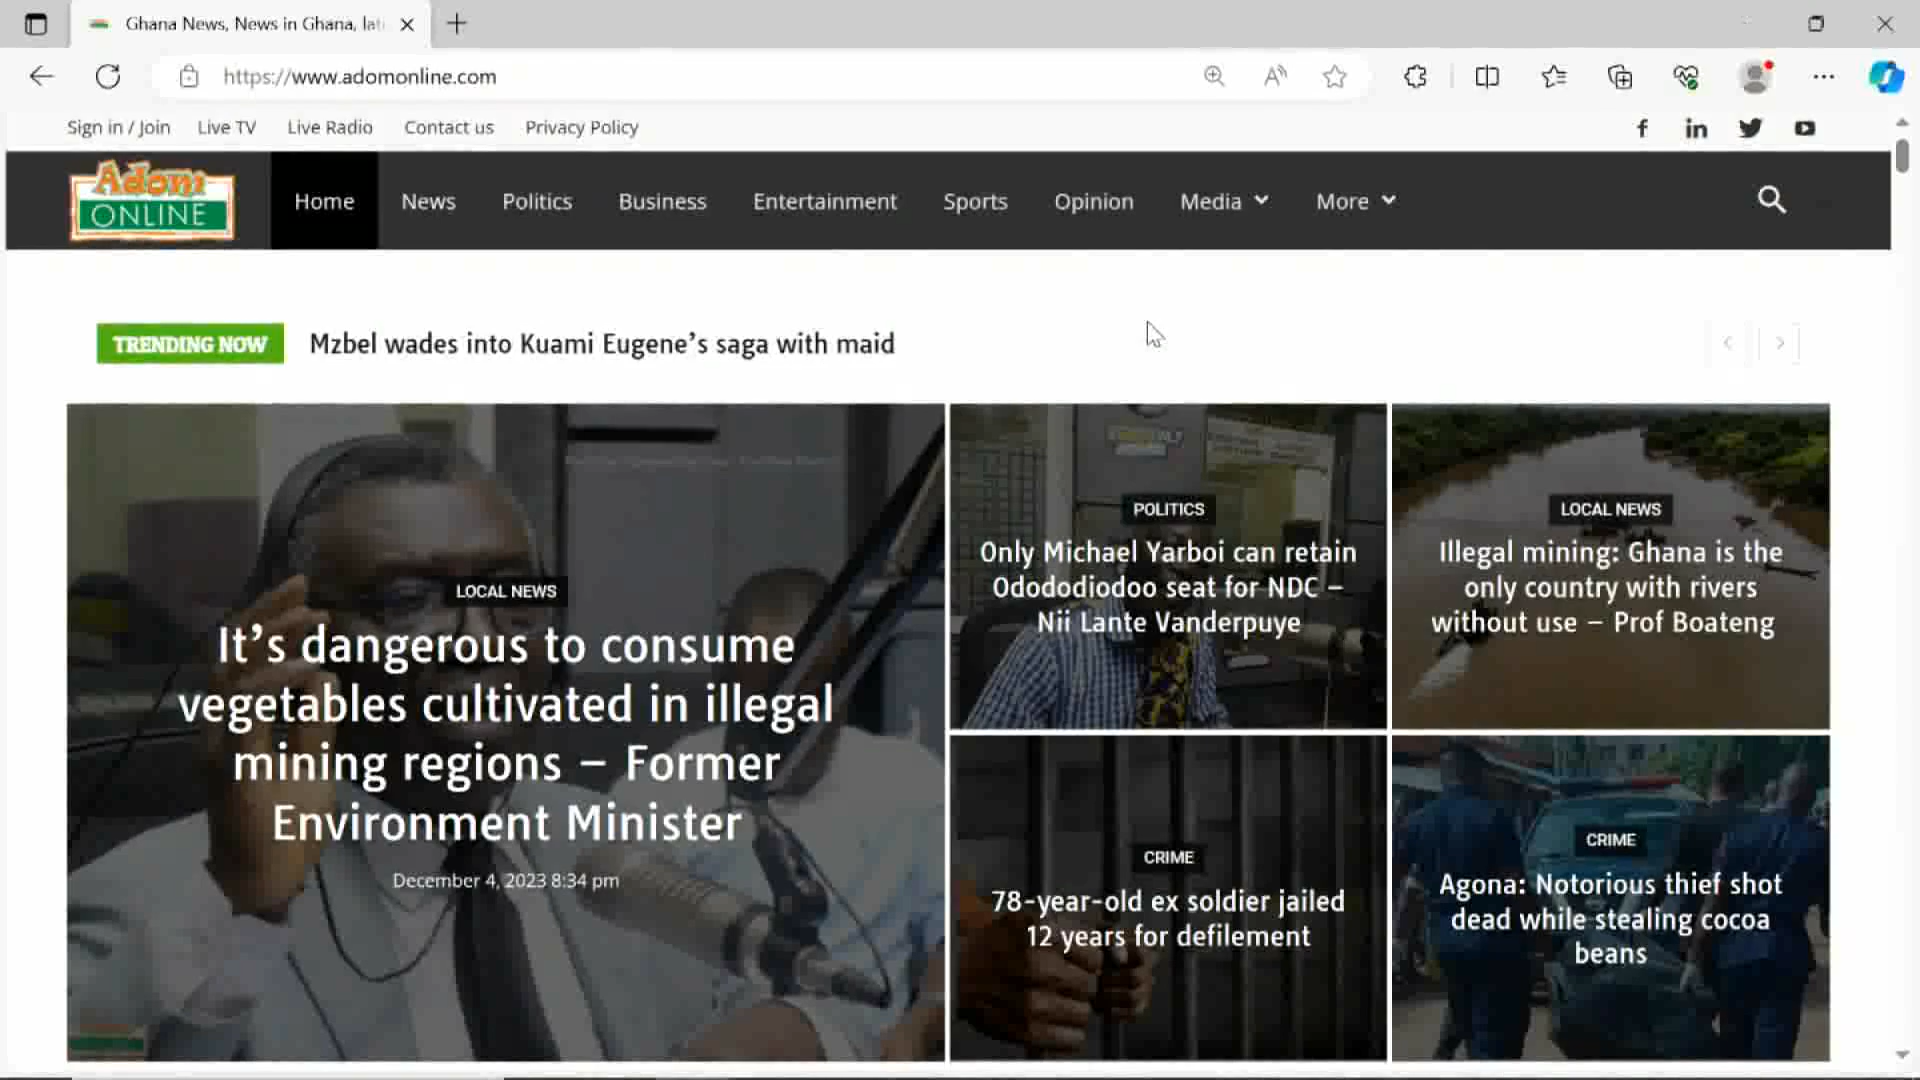 Ghana News, News in Ghana, lat
https://www.adomonline.com
Sign in / Join Live TV Live Radio Contact us Privacy Policy
Adom
ONLINE
Home News Politics Business Entertainment Sports Opinion Media More
TRENDING NOW Mzbel wades into Kuami Eugene’s saga with maid
LOCAL NEWS
It’s dangerous to consume
vegetables cultivated in illegal
mining regions – Former
Environment Minister
December 4, 2023 8:34 pm
POLITICS
Only Michael Yarboi can retain
Odododiodoo seat for NDC –
Nii Lante Vanderpuye
LOCAL NEWS
Illegal mining: Ghana is the
only country with rivers
without use – Prof Boateng
CRIME
78-year-old ex soldier jailed
12 years for defilement
CRIME
Agona: Notorious thief shot
dead while stealing cocoa
beans